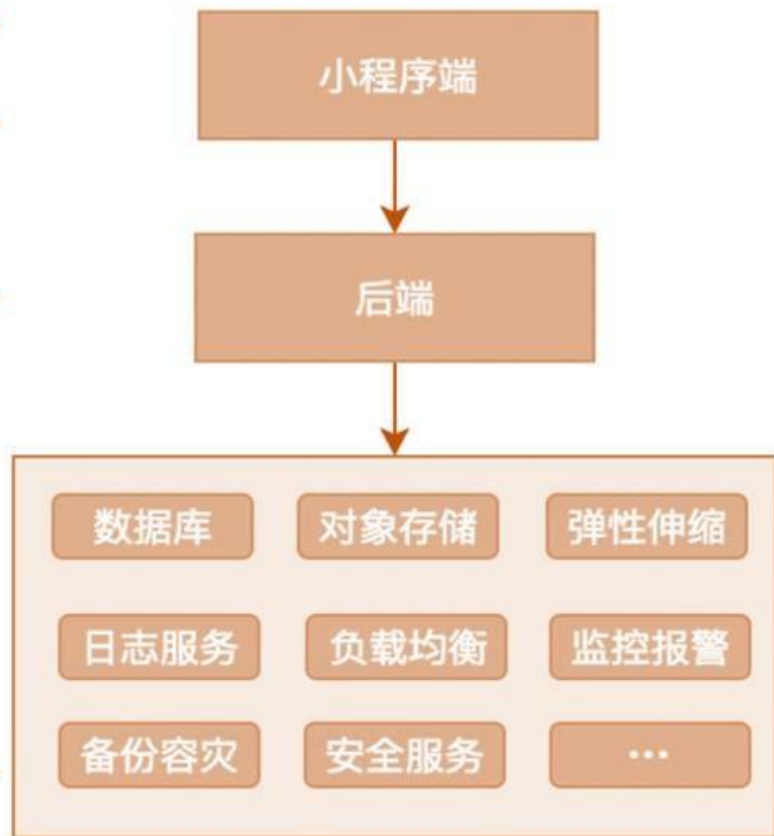 小程序端
后端
数据库 对象存储 弹性伸缩
日志服务 负载均衡 监控报警
备份容灾 安全服务 …